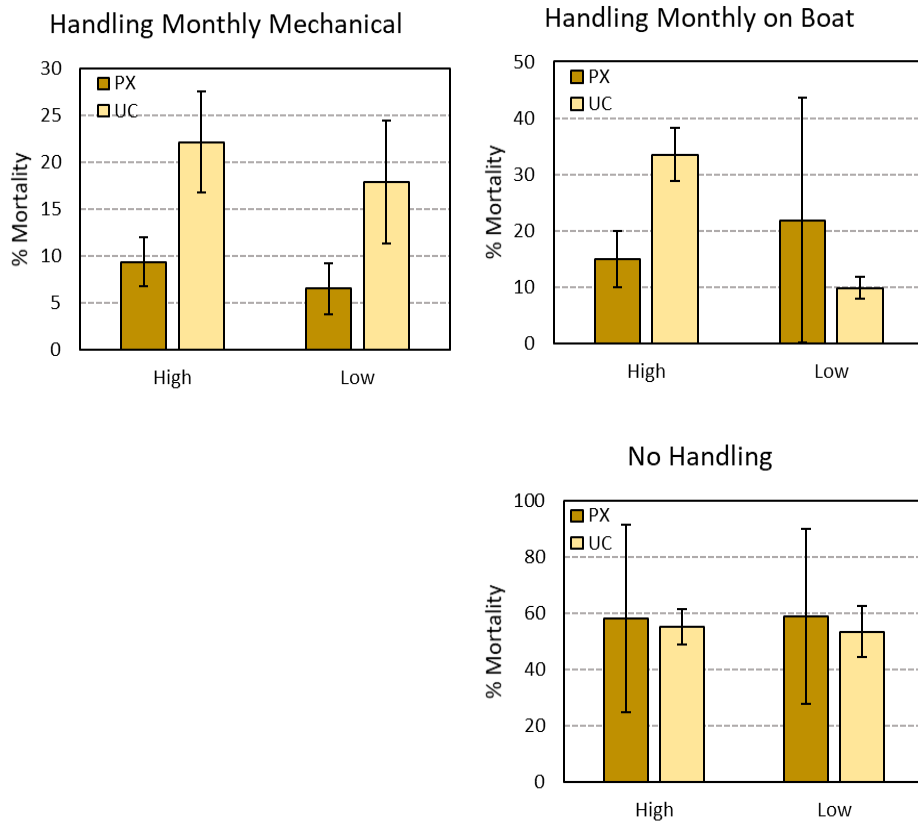 Handling Monthly Mechanical
% Mortality
30
25
20
15
10
5
0
PX
UC
High Low
Handling Monthly on Boat
% Mortality
50
40
30
20
10
0
PX
UC
High Low
No Handling
% Mortality
100
80
60
40
20
0
PX
UC
High Low